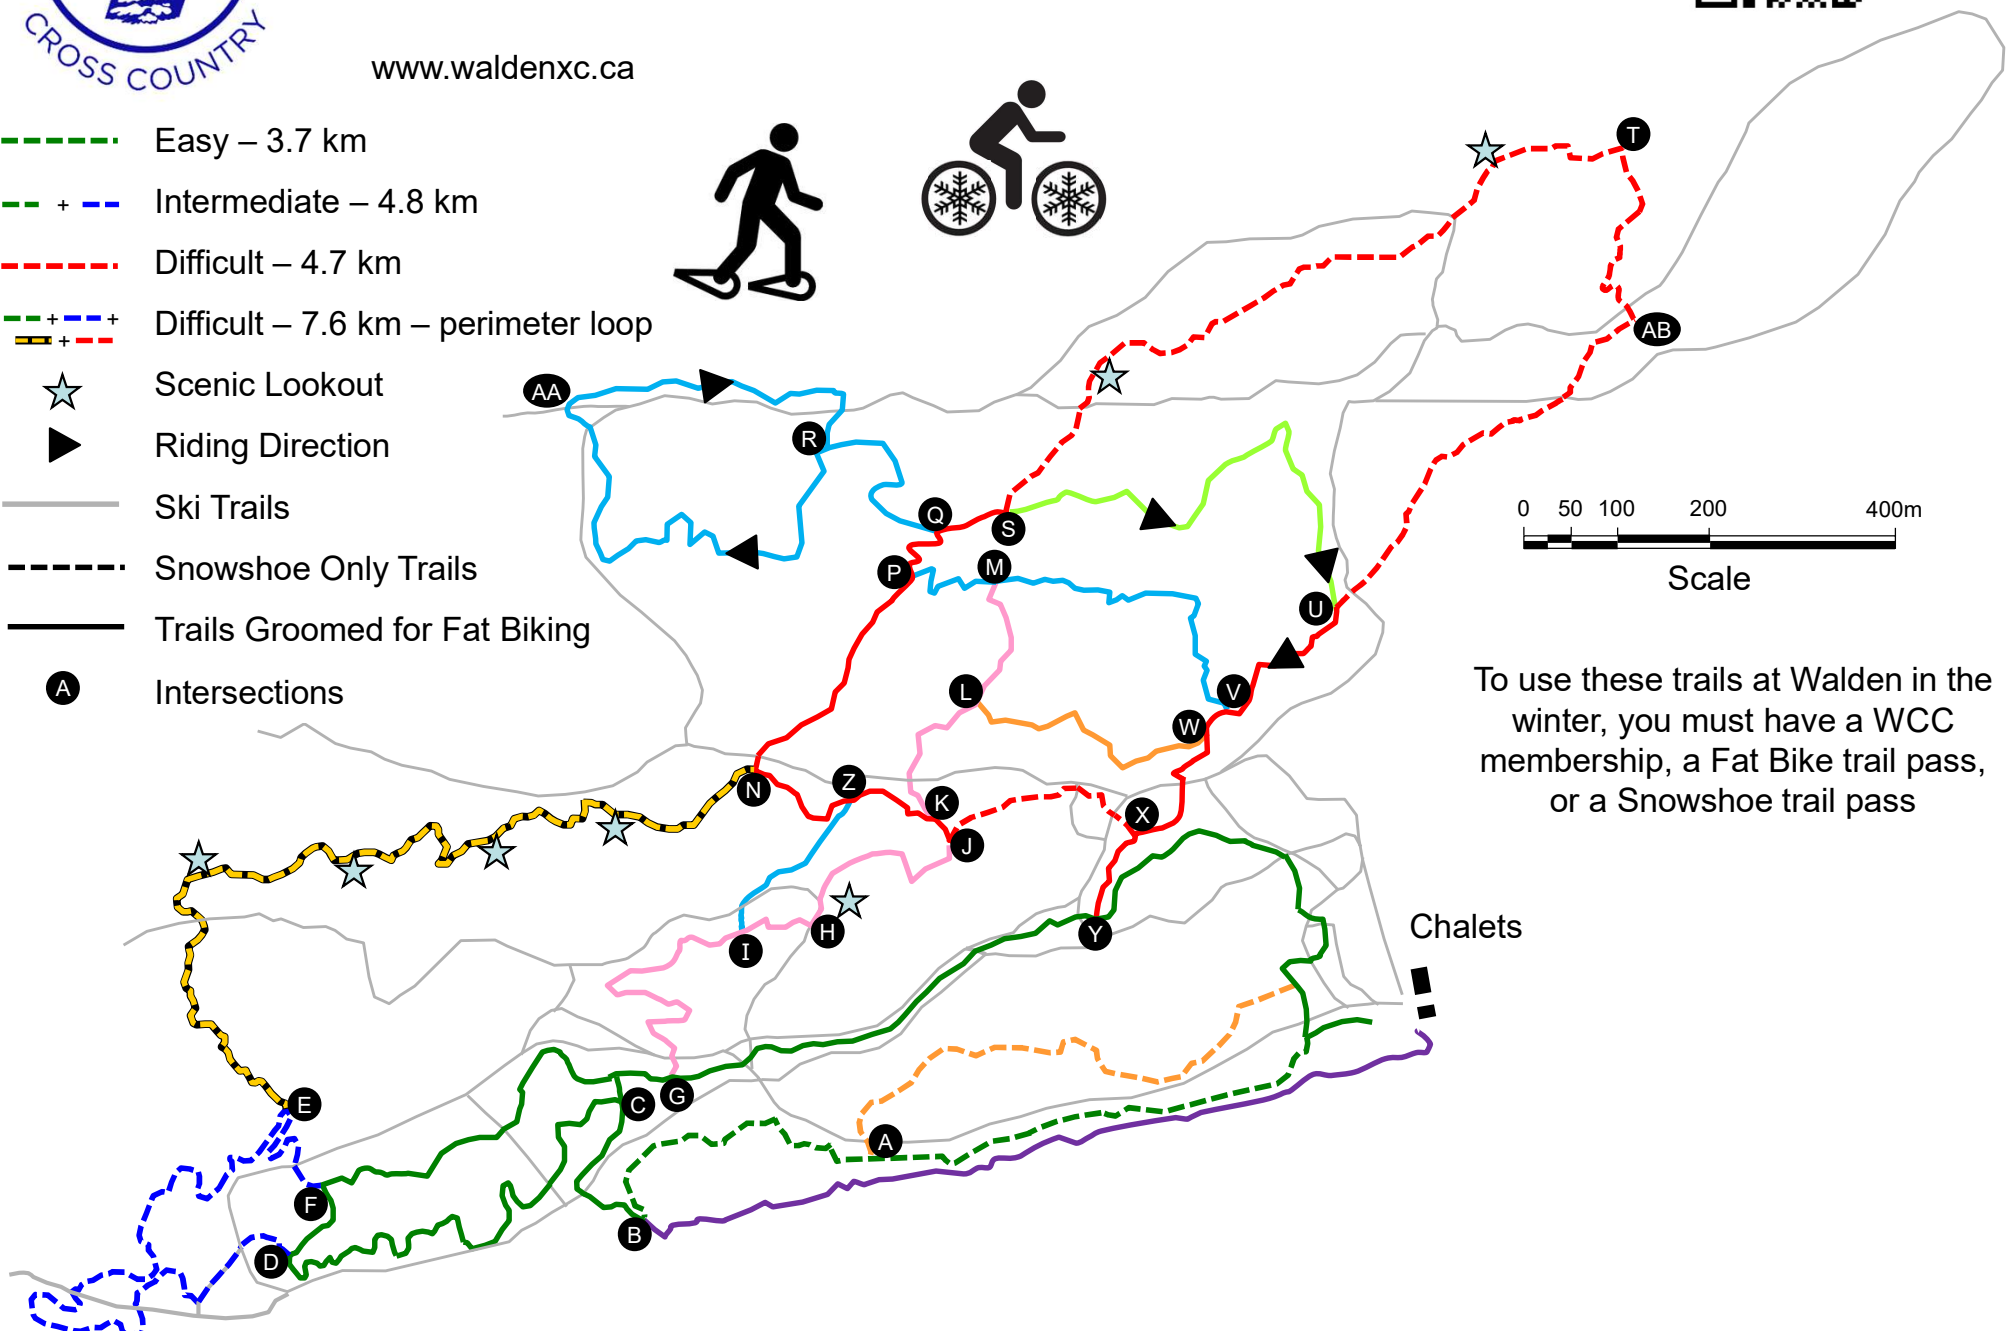 CROSS COUNTRY
www.waldenxc.ca
Easy – 3.7 km
+ Intermediate – 4.8 km
Difficult – 4.7 km
+ + + Difficult – 7.6 km – perimeter loop
Scenic Lookout
Riding Direction
Ski Trails
Snowshoe Only Trails
Trails Groomed for Fat Biking
A Intersections
T
AB
AA
R
Q
S
P
M
U
L
V
W
N
Z
K
X
J
H
I
Y
E
C
G
A
F
B
D
0 50 100 200 400m
Scale
To use these trails at Walden in the
winter, you must have a WCC
membership, a Fat Bike trail pass,
or a Snowshoe trail pass
Chalets